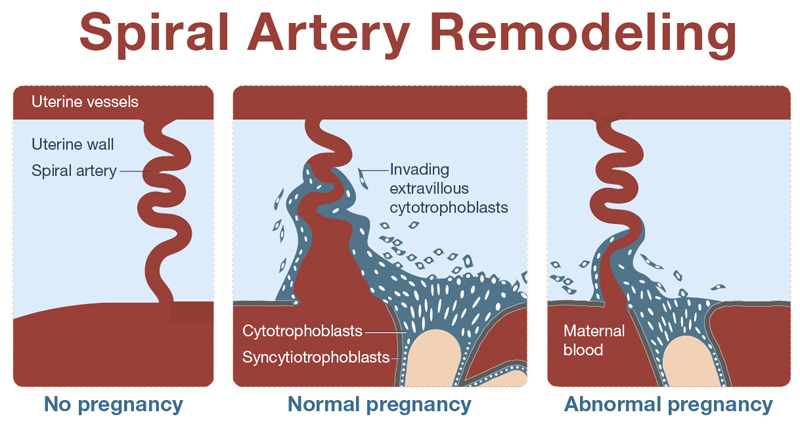 Spiral Artery Remodeling
Uterine vessels
Uterine wall
Spiral artery
Invading
extravillous
cytotrophoblasts
Cytotrophoblasts
Syncytiotrophoblasts
Maternal
blood
No pregnancy
Normal pregnancy
Abnormal pregnancy